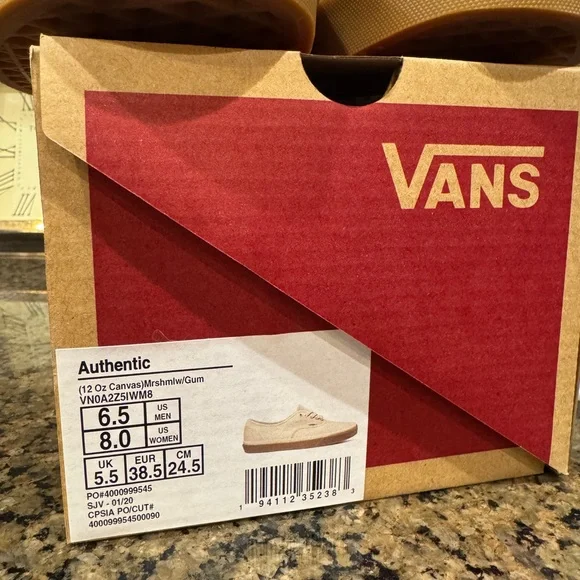 VANS
Authentic
(12 Oz Canvas)Mrshmlw/Gum
VN0A2Z5IWM8
6.5 US MEN
8.0 US WOMEN
UK EUR CM
5.5 38.5 24.5
PO#4000999545
SJV - 01/20
CPSIA PO/CUT#
400099954500090
1 94112 35238 3